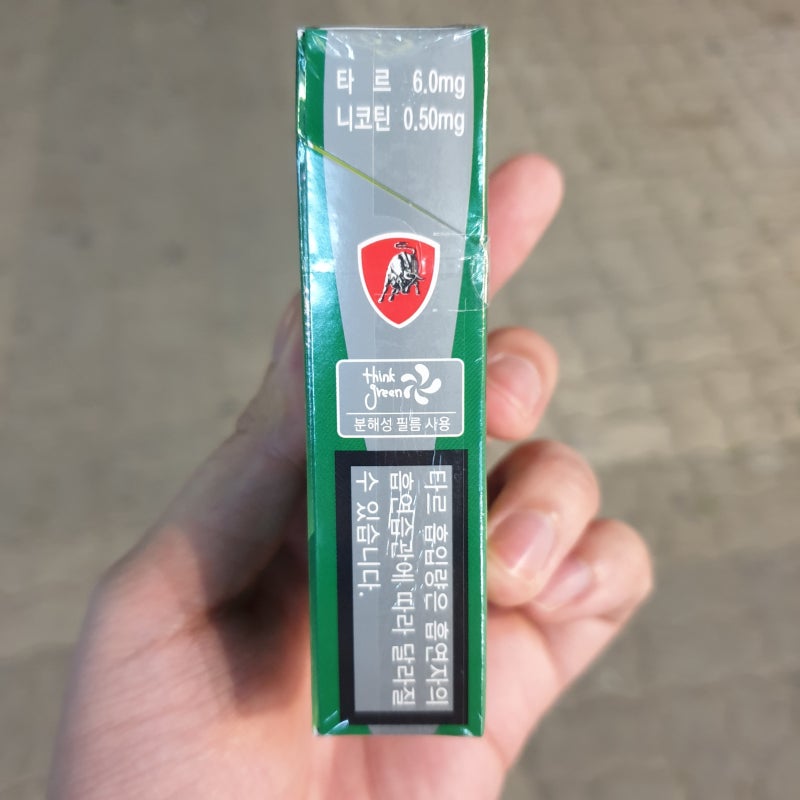 타 르 6.0mg
니코틴 0.50mg
think
green
분해성 필름 사용
타르 흡입량은 흡연자의
흡연습관에 따라 달라질
수 있습니다.